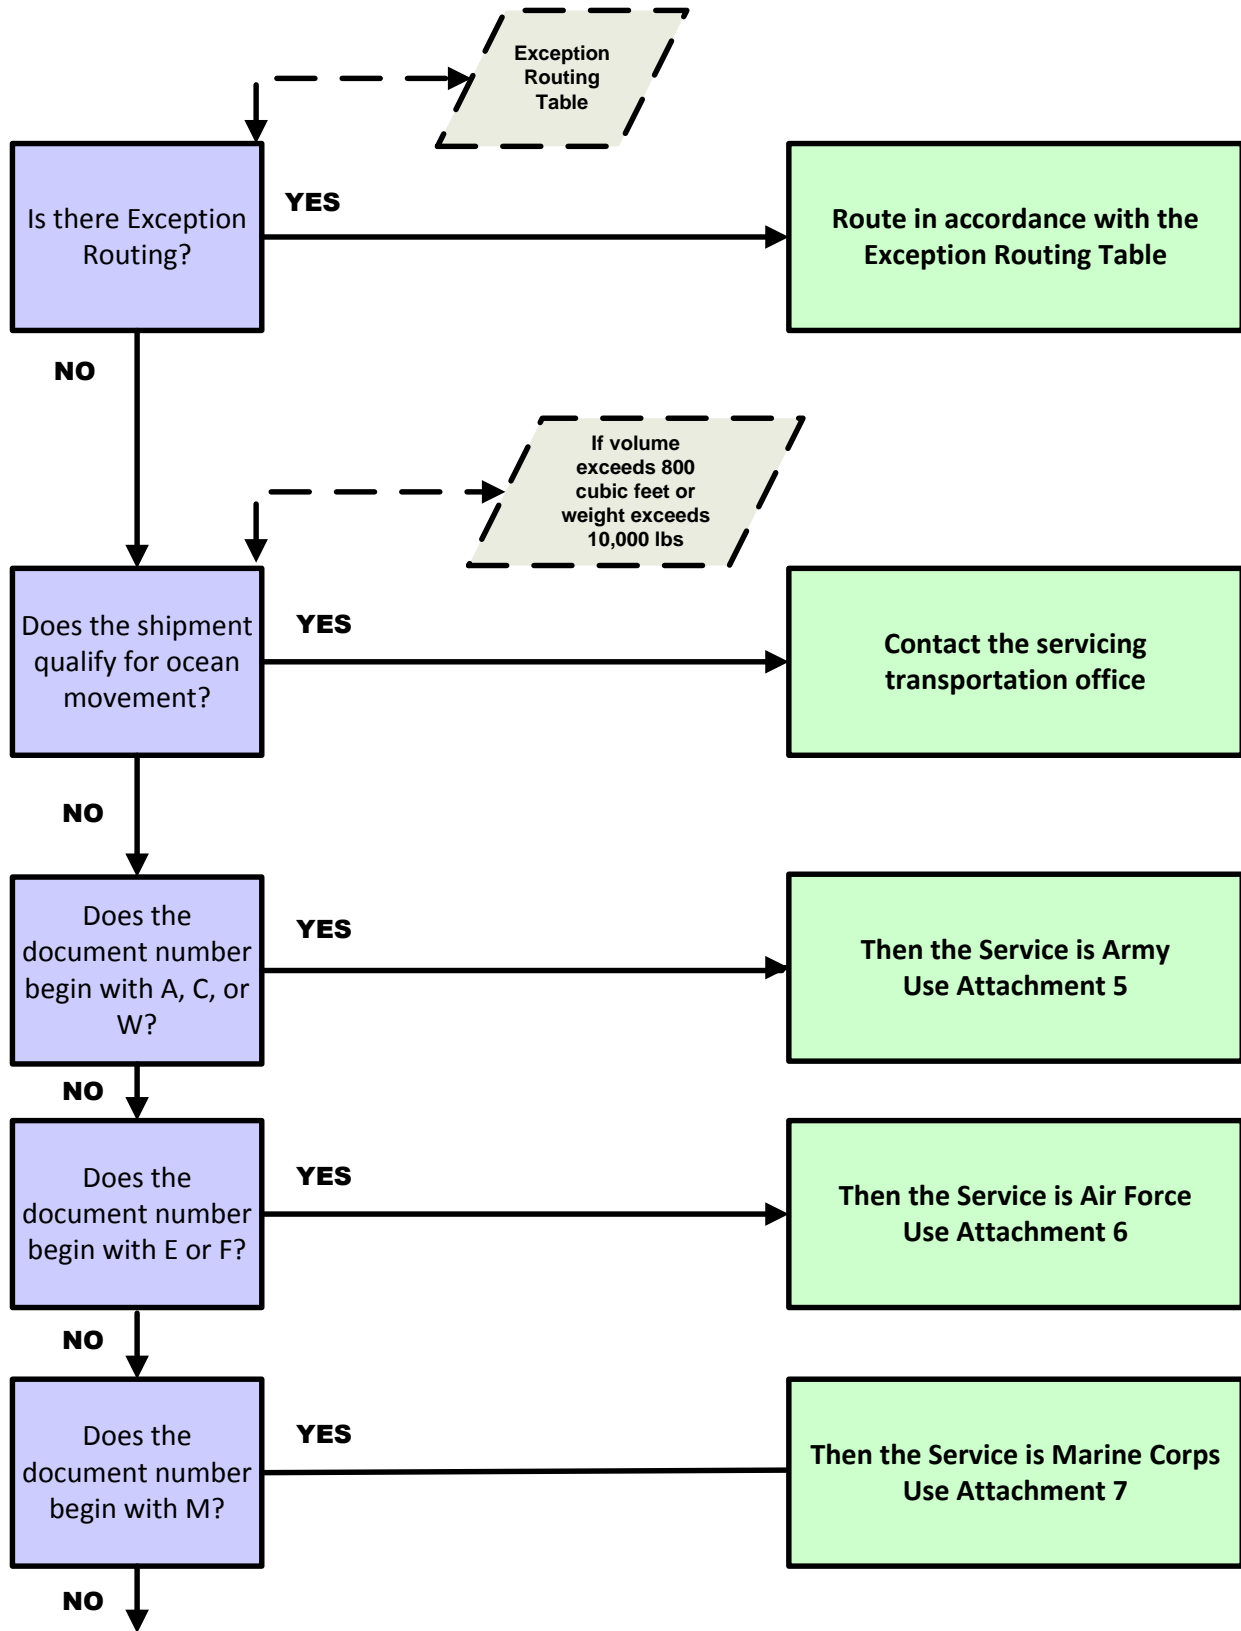 Exception
Routing
Table
Is there Exception
Routing?
YES
Route in accordance with the
Exception Routing Table
NO
If volume
exceeds 800
cubic feet or
weight exceeds
10,000 lbs
Does the shipment
qualify for ocean
movement?
YES
Contact the servicing
transportation office
NO
Does the
document number
begin with A, C, or
W?
YES
Then the Service is Army
Use Attachment 5
NO
Does the
document number
begin with E or F?
YES
Then the Service is Air Force
Use Attachment 6
NO
Does the
document number
begin with M?
YES
Then the Service is Marine Corps
Use Attachment 7
NO